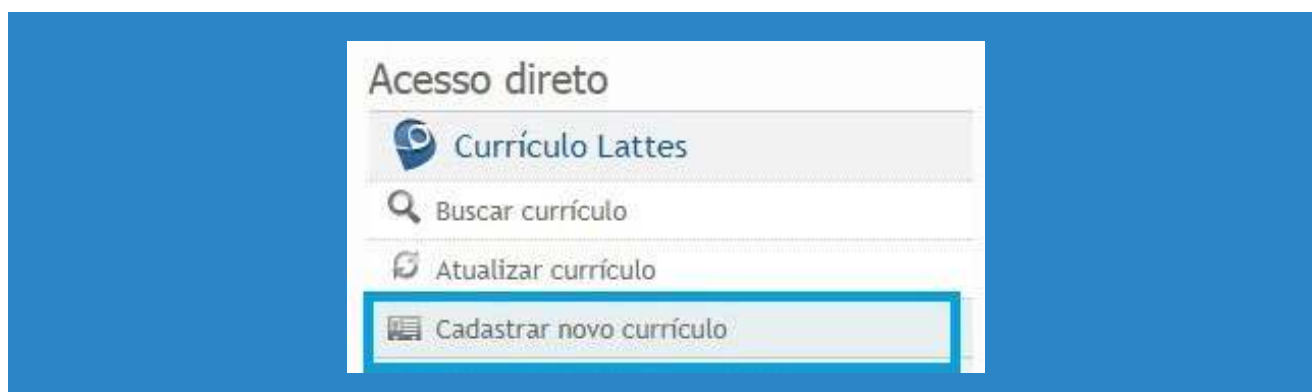 Acesso direto
Currículo Lattes
Buscar currículo
Atualizar currículo
Cadastrar novo currículo